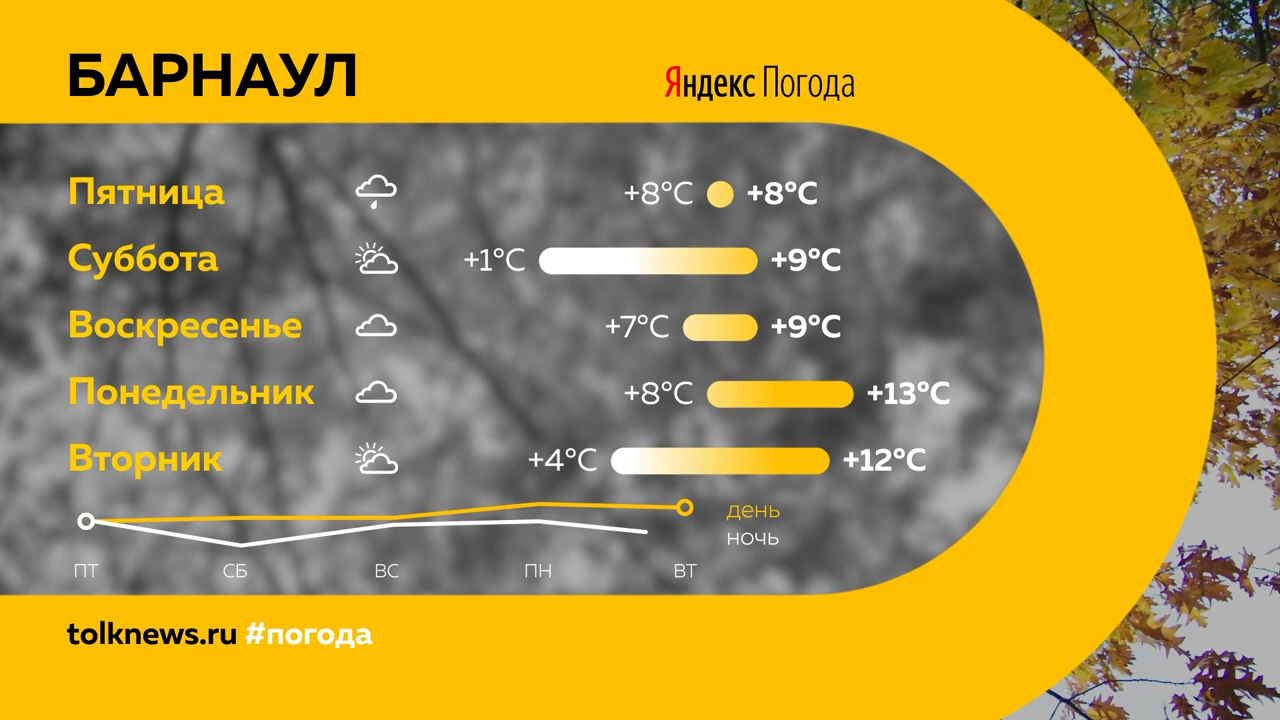 БАРНАУЛ
Яндекс Погода
Пятница +8°C +8°C
Суббота +1°C +9°C
Воскресенье +7°C +9°C
Понедельник +8°C +13°C
Вторник +4°C +12°C
день
ночь
ПТ СБ ВС ПН ВТ
tolknews.ru #погода